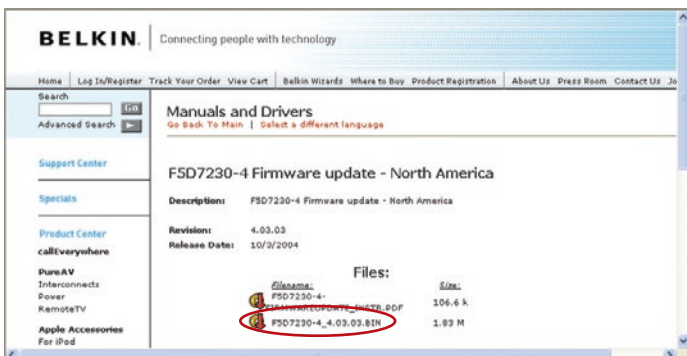 BELKIN.
Connecting people with technology
Home | Log In/Register Track Your Order View Cart | Belkin Wizards Where to Buy Product Registration | About Us Press Room Contact Us Jo
Search
Go
Advanced Search
Manuals and Drivers
Go Back To Main | Select a different language
Support Center
Specials
Product Center
callEverywhere
PureAV
Interconnects
Power
RemoteTV
Apple Accessories
For iPod
F5D7230-4 Firmware update - North America
Description: F5D7230-4 Firmware update - North America
Revision: 4.03.03
Release Date: 10/3/2004
Files:
Filename: Size:
F5D7230-4-
FIRMWAREUPDATE_INSTR.PDF 106.6 k
F5D7230-4_4.03.03.BIN 1.83 M